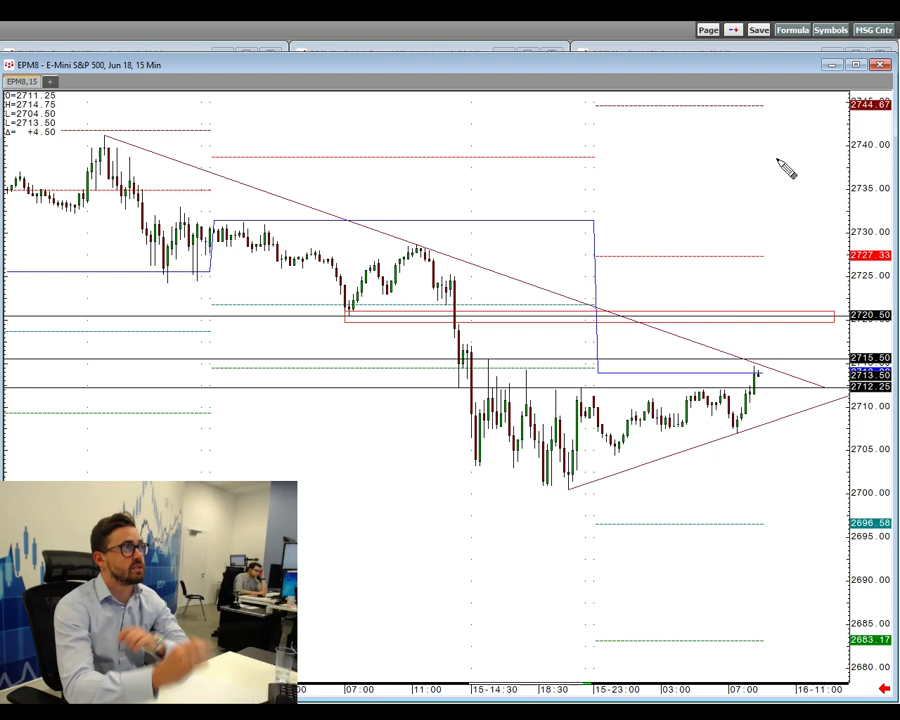 Page Save Formula Symbols MSG Cntr
EPM8 - E-Mini S&P 500, Jun 18, 15 Min
EPM8,15 +
O=2711.25
H=2714.75
L=2704.50
L=2713.50
Δ= +4.50
2744.67
2740.00
2735.00
2730.00
2727.33
2725.00
2720.50
2715.50
2713.50
2712.25
2710.00
2705.00
2700.00
2696.58
2695.00
2690.00
2685.00
2683.17
2680.00
07:00 11:00 15-14:30 18:30 15-23:00 03:00 07:00 16-11:00